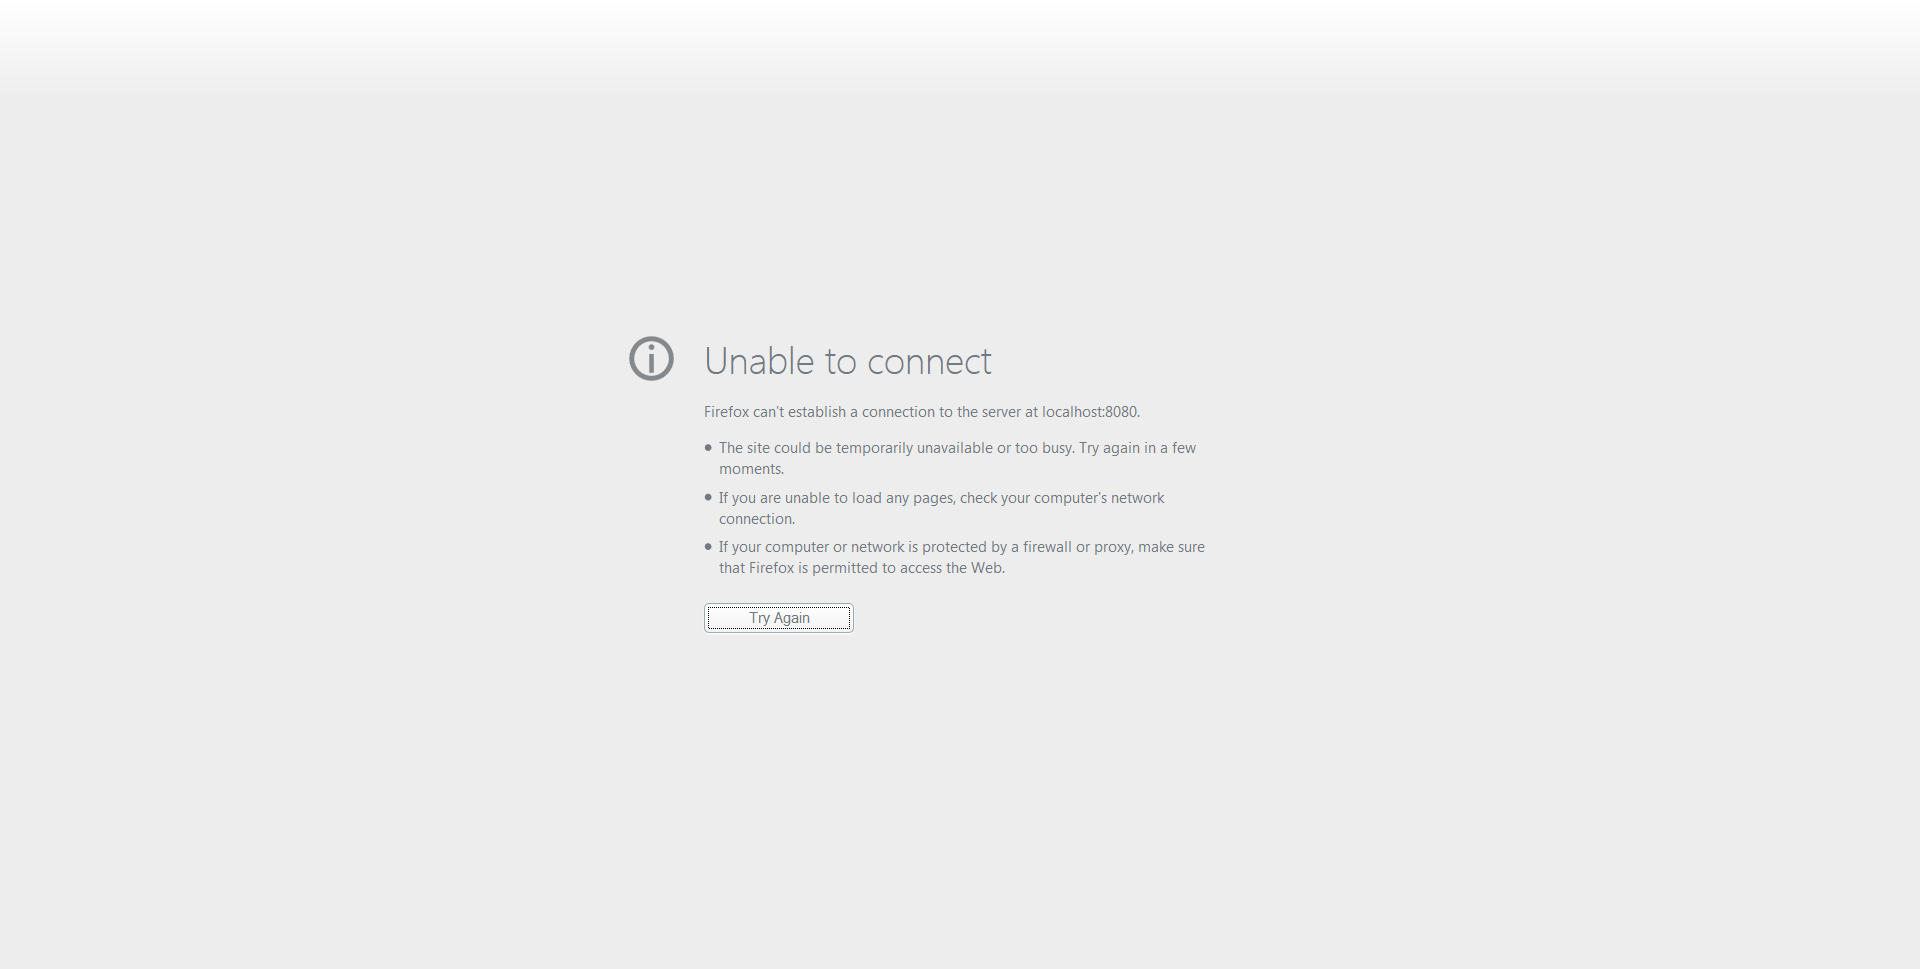 Unable to connect
Firefox can't establish a connection to the server at localhost:8080.
• The site could be temporarily unavailable or too busy. Try again in a few
moments.
• If you are unable to load any pages, check your computer's network
connection.
• If your computer or network is protected by a firewall or proxy, make sure
that Firefox is permitted to access the Web.
Try Again